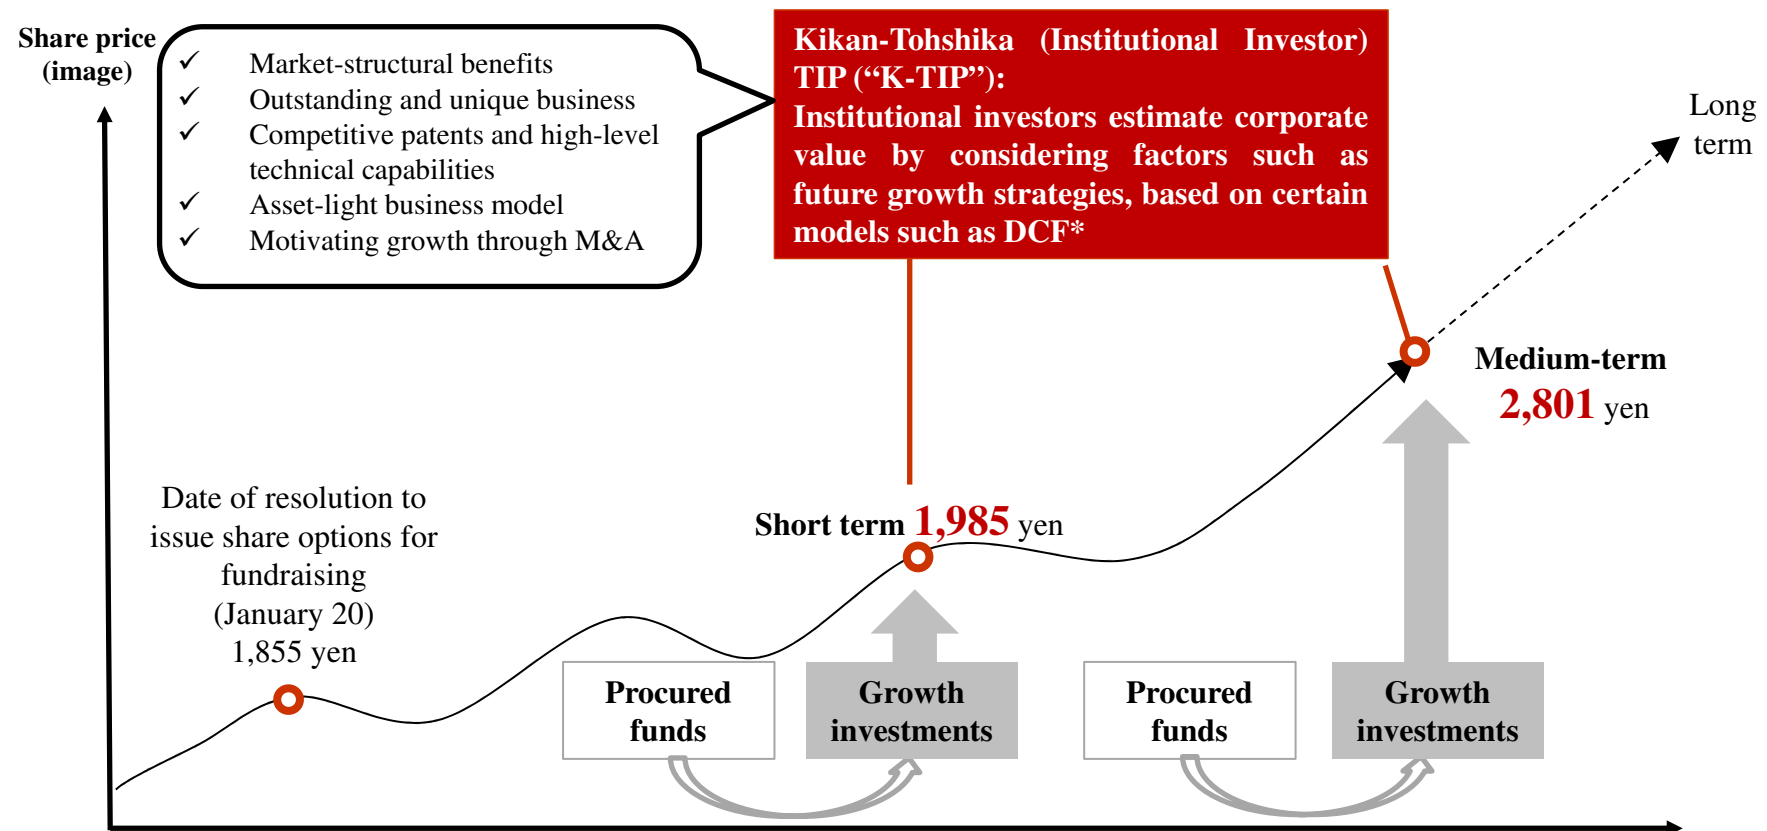 Share price
(image)
✓ Market-structural benefits
✓ Outstanding and unique business
✓ Competitive patents and high-level
technical capabilities
✓ Asset-light business model
✓ Motivating growth through M&A
Kikan-Tohshika (Institutional Investor)
TIP (“K-TIP”):
Institutional investors estimate corporate
value by considering factors such as
future growth strategies, based on certain
models such as DCF*
Long
term
Medium-term
2,801 yen
Date of resolution to
issue share options for
fundraising
(January 20)
1,855 yen
Short term 1,985 yen
Procured
funds
Growth
investments
Procured
funds
Growth
investments